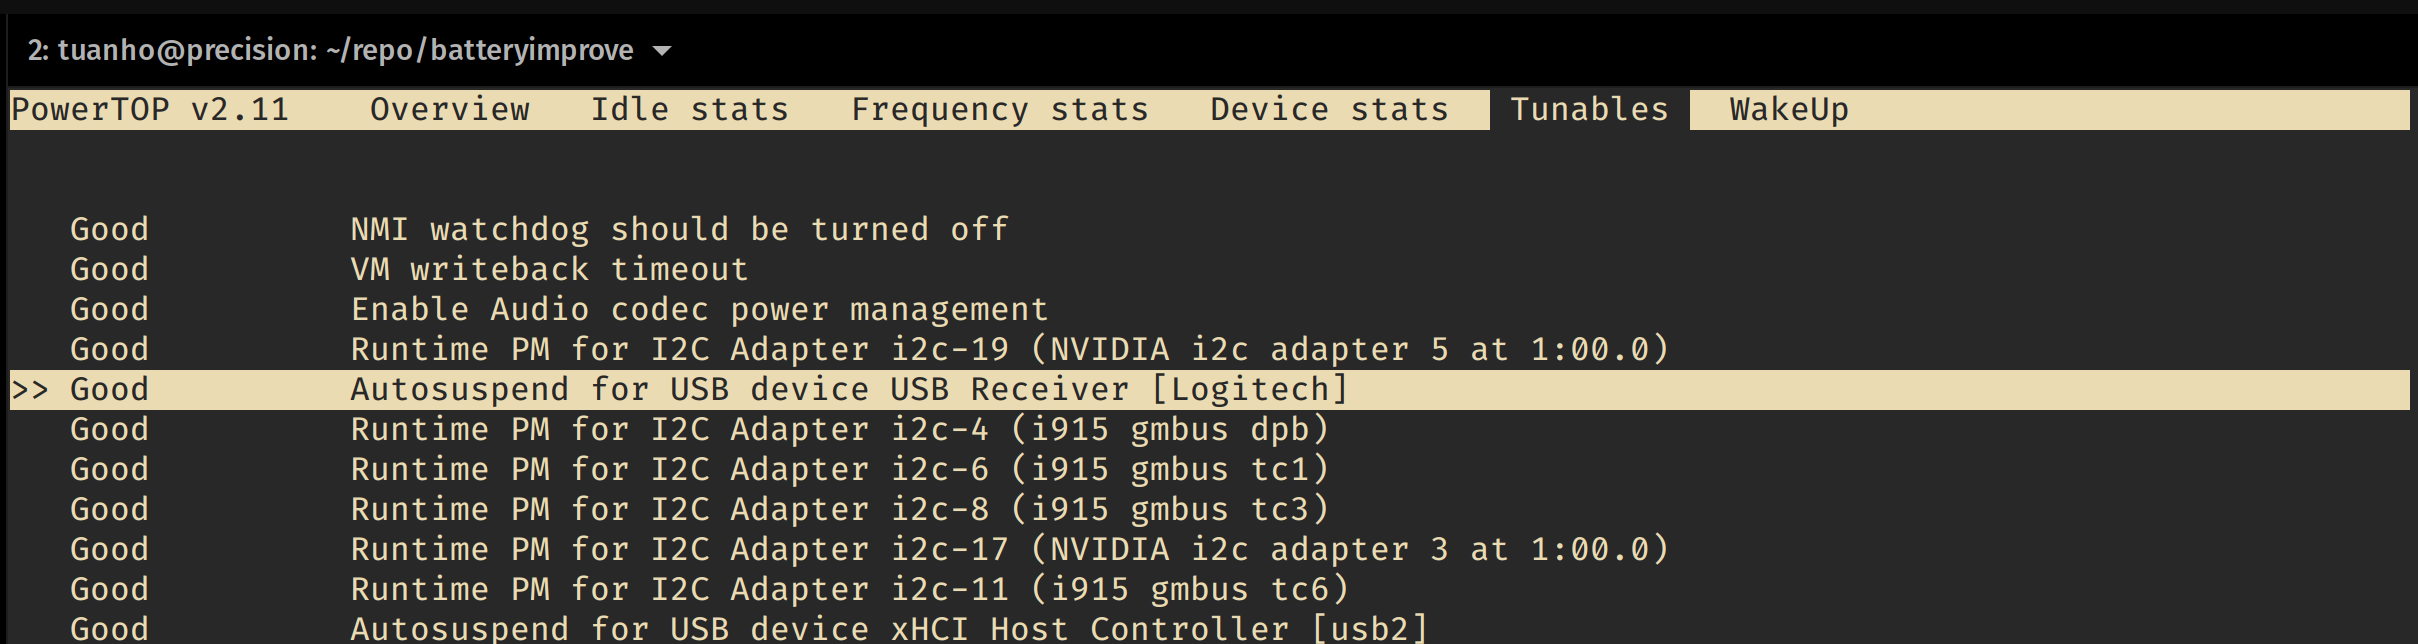 2: tuanho@precision: ~/repo/batteryimprove
PowerTOP v2.11    Overview   Idle stats   Frequency stats   Device stats   Tunables   WakeUp
Good          NMI watchdog should be turned off
Good          VM writeback timeout
Good          Enable Audio codec power management
Good          Runtime PM for I2C Adapter i2c-19 (NVIDIA i2c adapter 5 at 1:00.0)
>> Good          Autosuspend for USB device USB Receiver [Logitech]
Good          Runtime PM for I2C Adapter i2c-4 (i915 gmbus dpb)
Good          Runtime PM for I2C Adapter i2c-6 (i915 gmbus tc1)
Good          Runtime PM for I2C Adapter i2c-8 (i915 gmbus tc3)
Good          Runtime PM for I2C Adapter i2c-17 (NVIDIA i2c adapter 3 at 1:00.0)
Good          Runtime PM for I2C Adapter i2c-11 (i915 gmbus tc6)
Good          Autosuspend for USB device xHCI Host Controller [usb2]